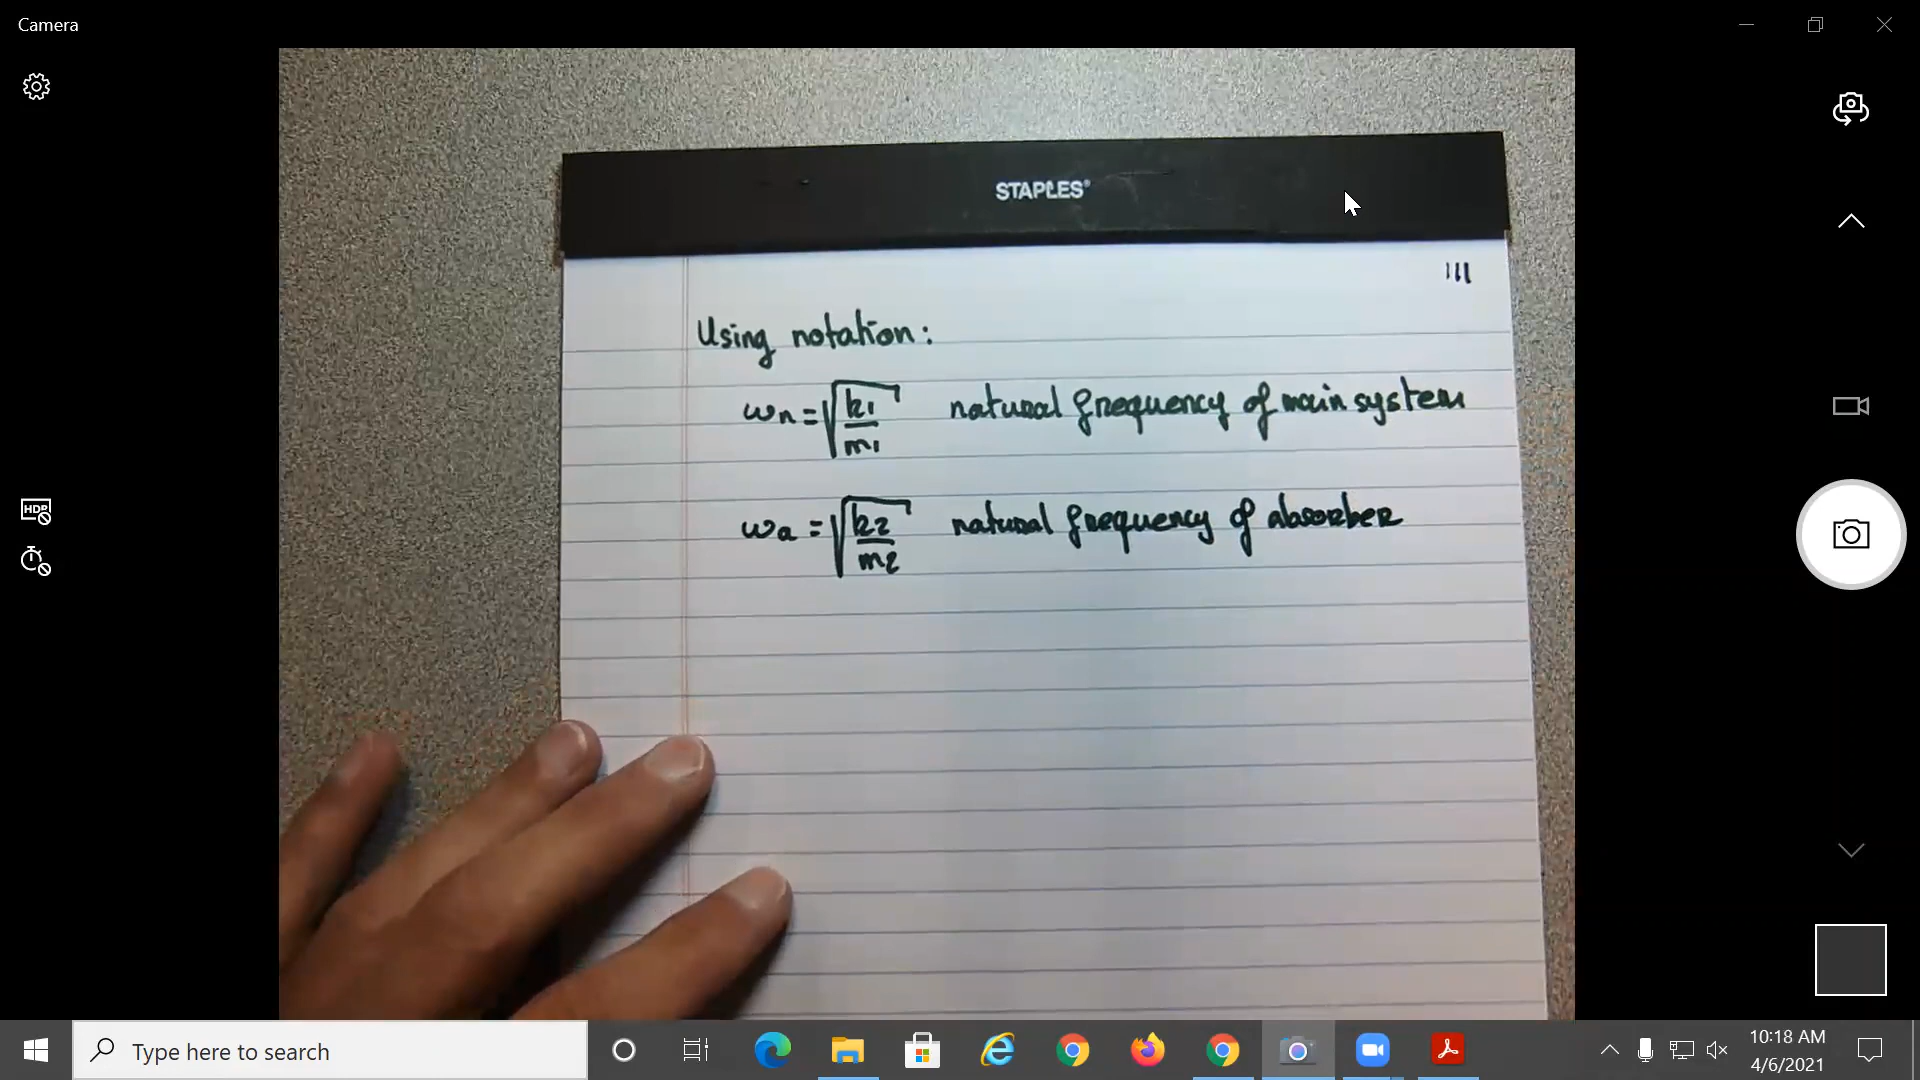 Camera
STAPLES®
111
Using notation:
ωn = √(k1/m1) natural frequency of main system
ωa = √(k2/m2) natural frequency of absorber
HDR
Type here to search
10:18 AM
4/6/2021